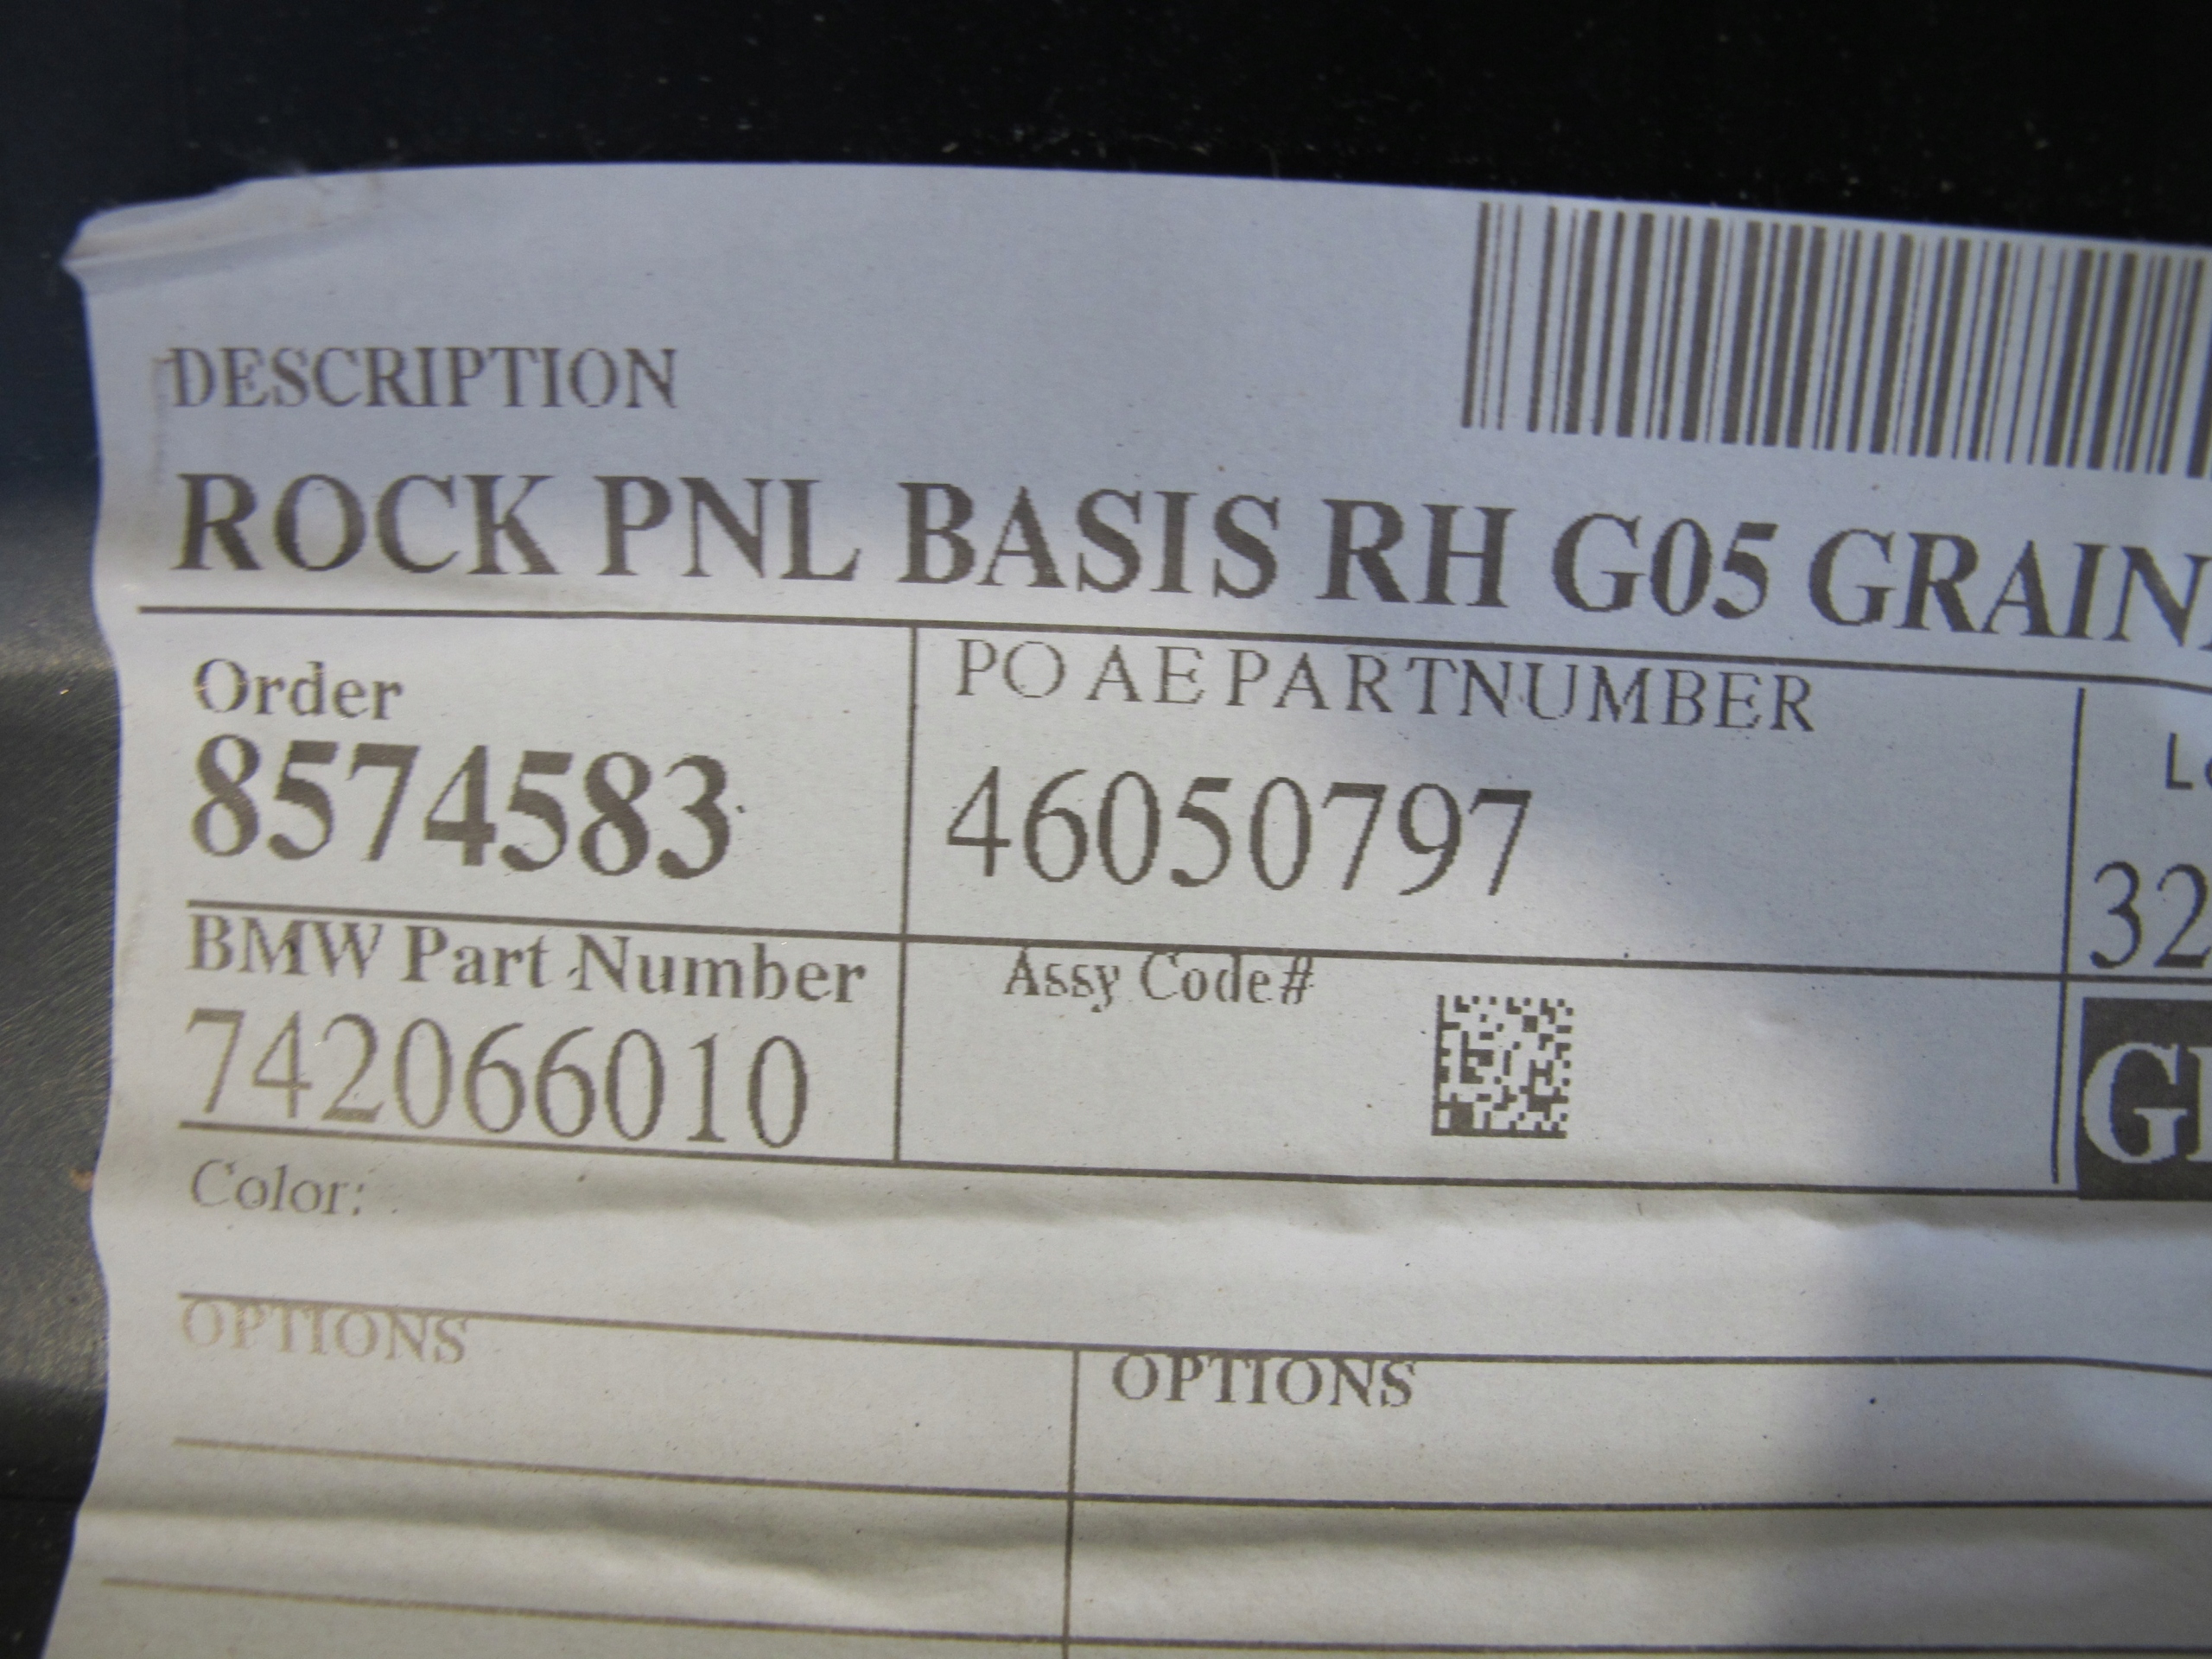 DESCRIPTION
ROCK PNL BASIS RH G05 GRAIN
Order
8574583
PO AE PARTNUMBER
46050797
32
BMW Part Number
742066010
Assy Code#
Color:
OPTIONS
OPTIONS